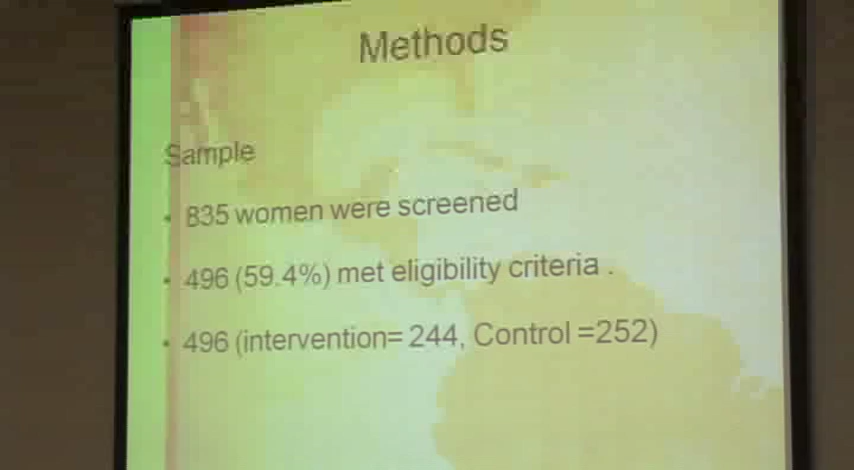 Methods
Sample
• 835 women were screened
• 496 (59.4%) met eligibility criteria .
• 496 (intervention= 244, Control =252)